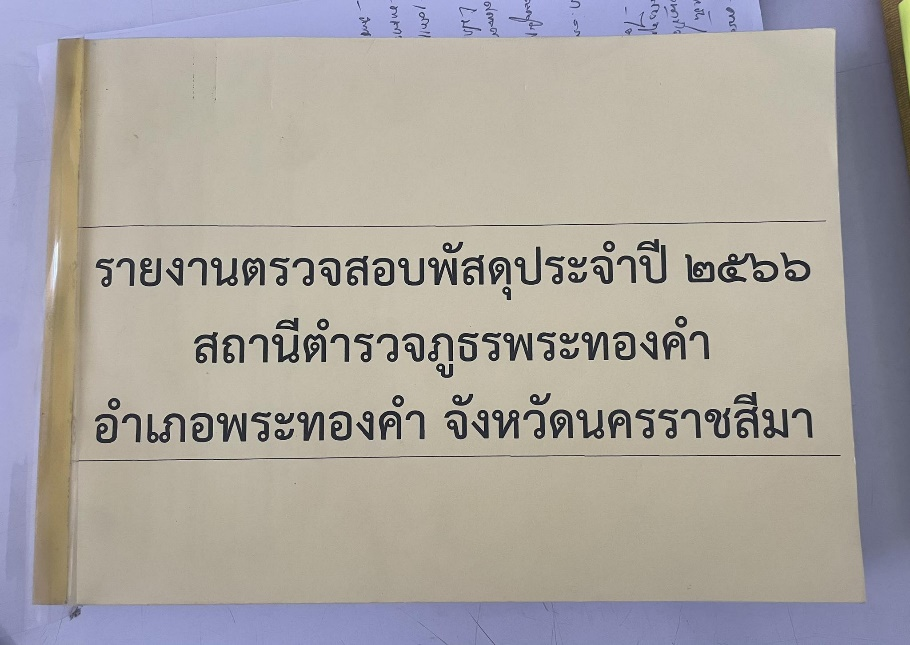 รายงานตรวจสอบพัสดุประจำปี ๒๕๖๖
สถานีตำรวจภูธรพระทองคำ
อำเภอพระทองคำ จังหวัดนครราชสีมา